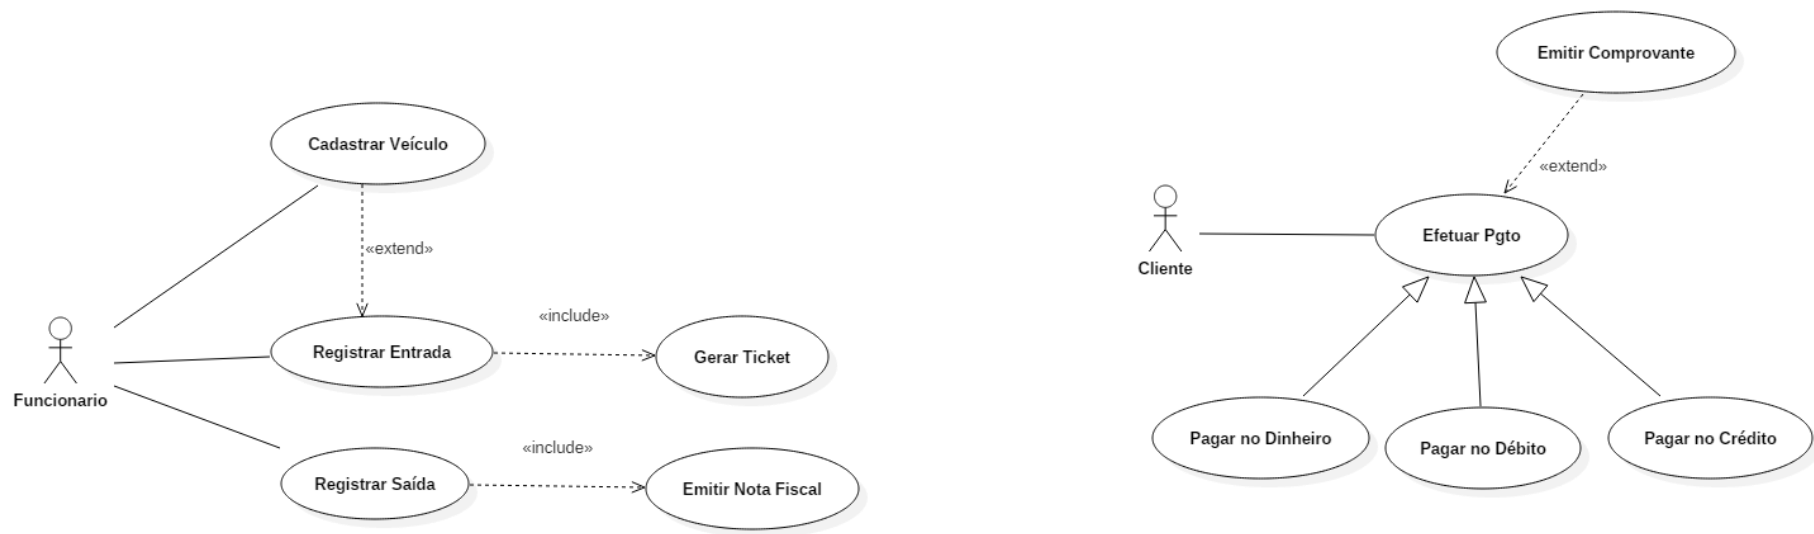 Emitir Comprovante
Cadastrar Veículo
«extend»
«extend»
Cliente
Efetuar Pgto
«include»
Registrar Entrada
Gerar Ticket
Funcionario
Pagar no Dinheiro
Pagar no Débito
Pagar no Crédito
«include»
Registrar Saída
Emitir Nota Fiscal